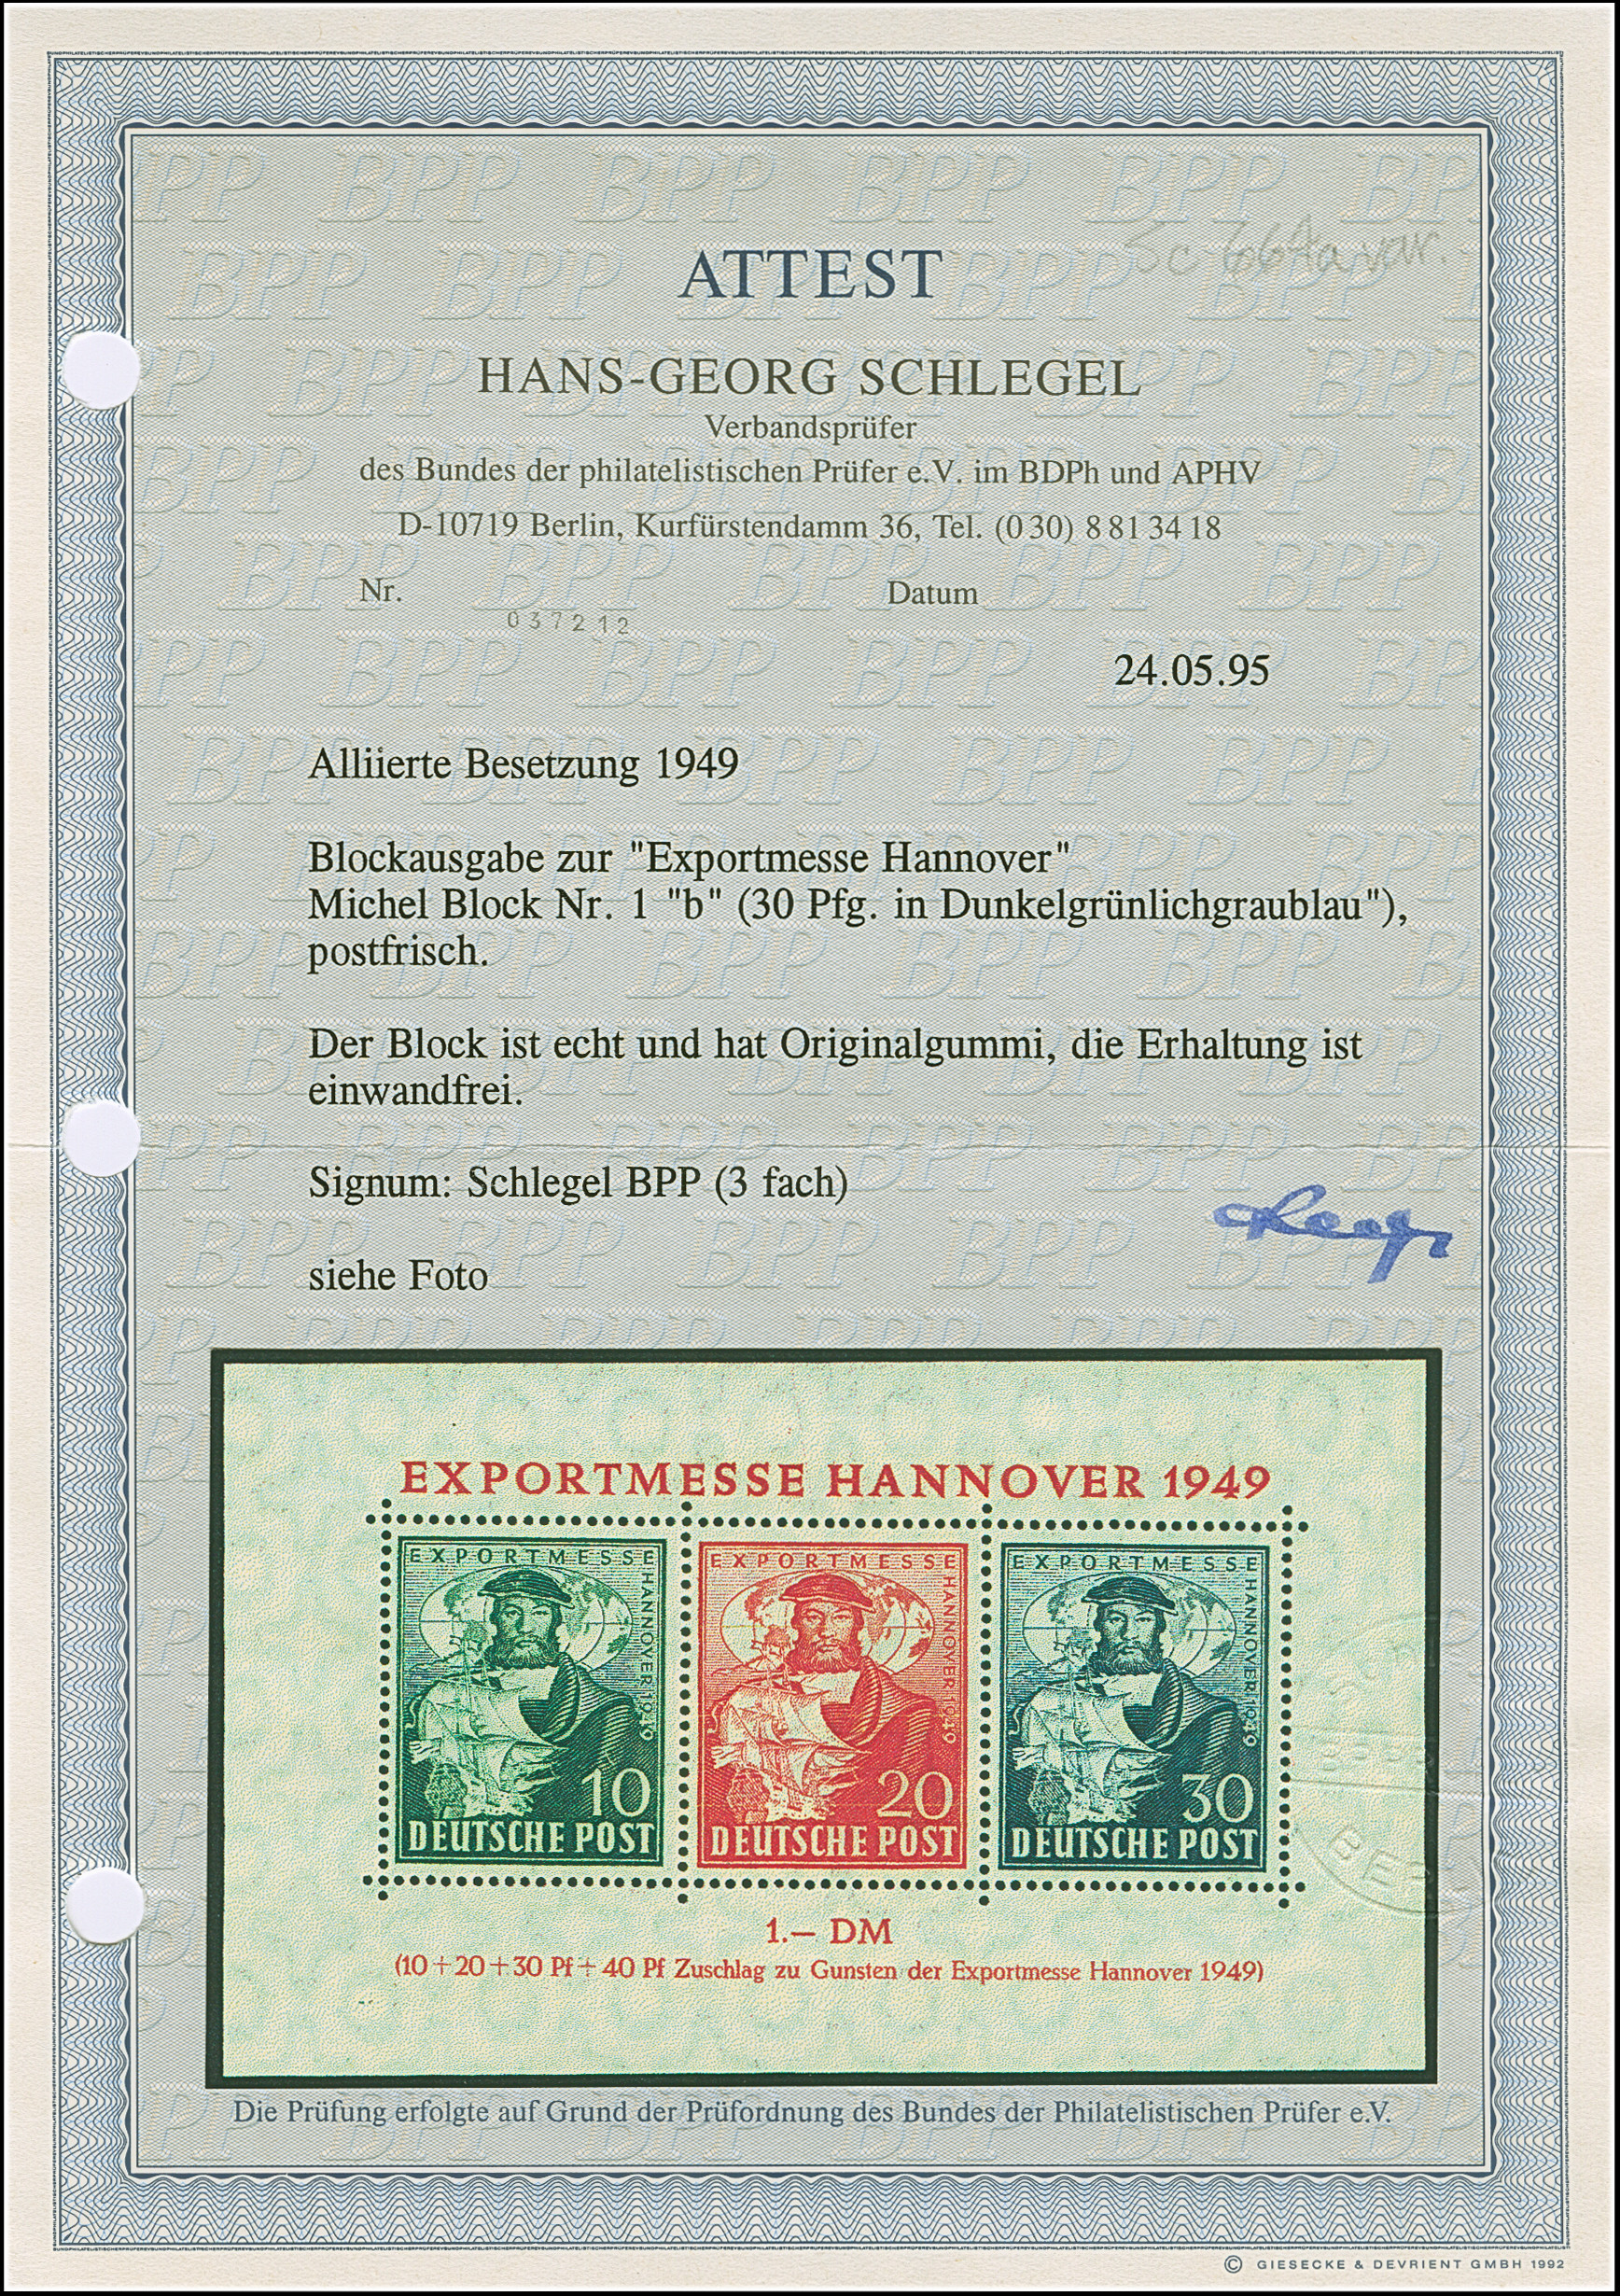 Sc 664a var.
ATTEST
HANS-GEORG SCHLEGEL
Verbandsprüfer
des Bundes der philatelistischen Prüfer e.V. im BDPh und APHV
D-10719 Berlin, Kurfürstendamm 36, Tel. (0 30) 8 81 34 18
Nr. 037212 Datum
24.05.95
Alliierte Besetzung 1949
Blockausgabe zur "Exportmesse Hannover"
Michel Block Nr. 1 "b" (30 Pfg. in Dunkelgrünlichgraublau"),
postfrisch.
Der Block ist echt und hat Originalgummi, die Erhaltung ist
einwandfrei.
Signum: Schlegel BPP (3 fach)
siehe Foto
EXPORTMESSE HANNOVER 1949
EXPORTMESSE HANNOVER 1949
10
DEUTSCHE POST
EXPORTMESSE HANNOVER 1949
20
DEUTSCHE POST
EXPORTMESSE HANNOVER 1949
30
DEUTSCHE POST
1.— DM
(10+20+30 Pf+40 Pf Zuschlag zu Gunsten der Exportmesse Hannover 1949)
Die Prüfung erfolgte auf Grund der Prüfordnung des Bundes der Philatelistischen Prüfer e.V.
© GIESECKE & DEVRIENT GMBH 1992